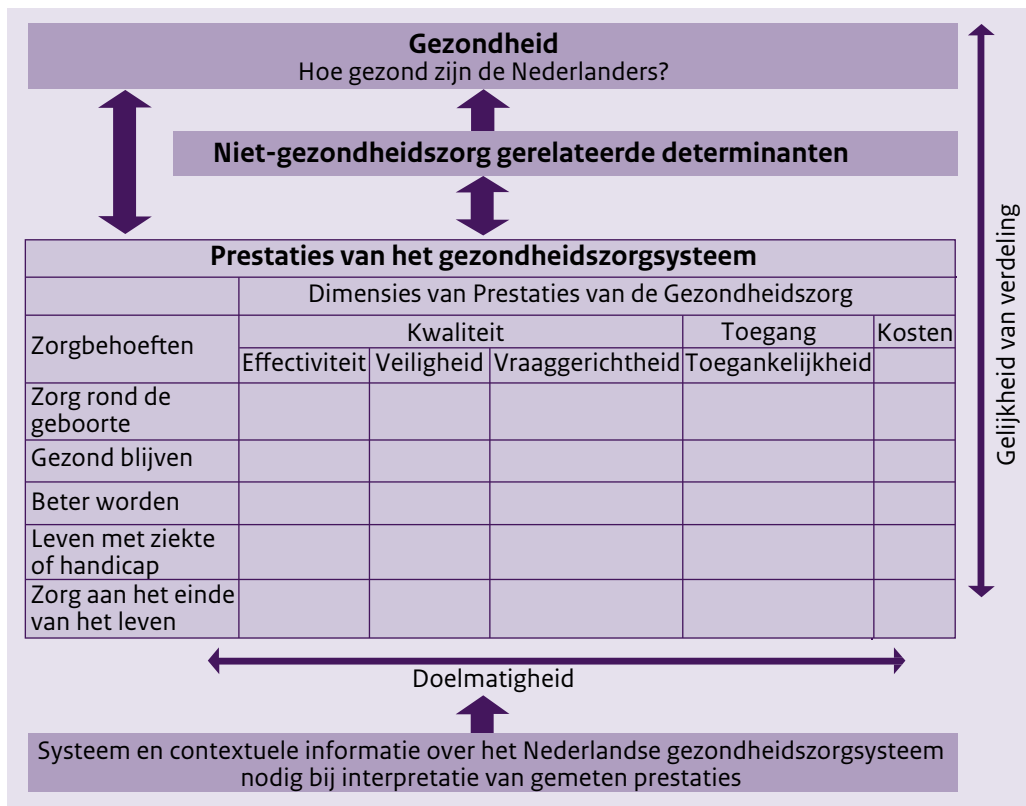 Gezondheid
Hoe gezond zijn de Nederlanders?
Niet-gezondheidszorg gerelateerde determinanten
Prestaties van het gezondheidszorgsysteem
Dimensies van Prestaties van de Gezondheidszorg
Zorgbehoeften
Kwaliteit
Toegang
Kosten
Effectiviteit
Veiligheid
Vraaggerichtheid
Toegankelijkheid
Zorg rond de
geboorte
Gezond blijven
Beter worden
Leven met ziekte
of handicap
Zorg aan het einde
van het leven
Gelijkheid van verdeling
Doelmatigheid
Systeem en contextuele informatie over het Nederlandse gezondheidszorgsysteem
nodig bij interpretatie van gemeten prestaties